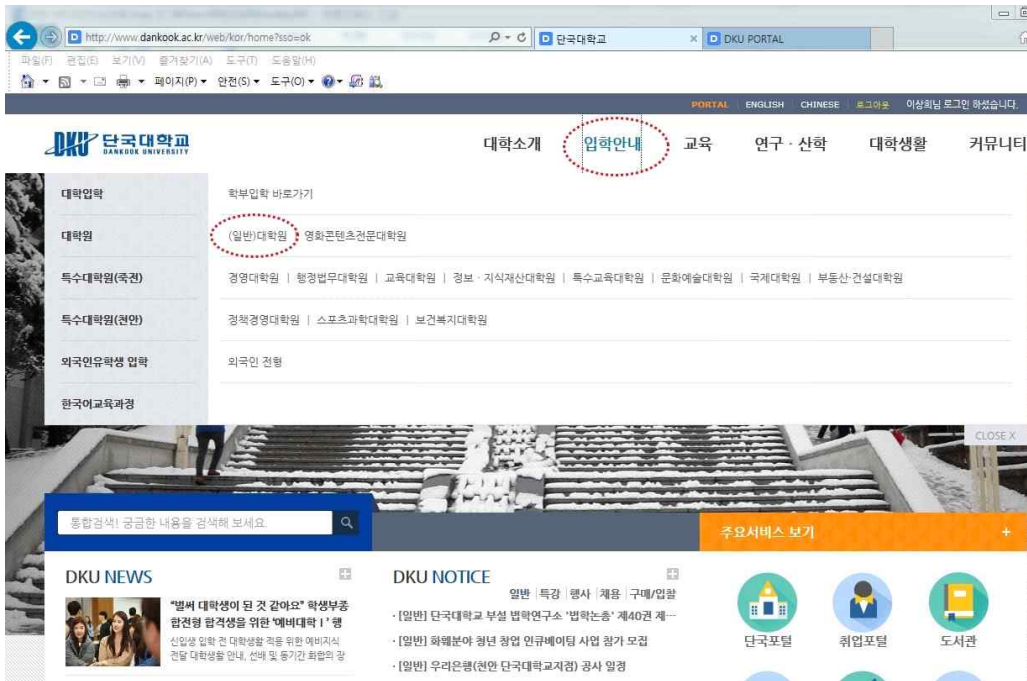 http://www.dankook.ac.kr/web/kor/home?sso=ok
단국대학교
DKU PORTAL
파일(F) 편집(E) 보기(V) 즐겨찾기(A) 도구(T) 도움말(H)
페이지(P) 안전(S) 도구(O)
PORTAL ENGLISH CHINESE 로그아웃 이상희님 로그인 하셨습니다.
DKU 단국대학교
DANKOOK UNIVERSITY
대학소개 입학안내 교육 연구 · 산학 대학생활 커뮤니티
대학입학 학부입학 바로가기
대학원 (일반)대학원 영화콘텐츠전문대학원
특수대학원(죽전) 경영대학원 | 행정법무대학원 | 교육대학원 | 정보 · 지식재산대학원 | 특수교육대학원 | 문화예술대학원 | 국제대학원 | 부동산·건설대학원
특수대학원(천안) 정책경영대학원 | 스포츠과학대학원 | 보건복지대학원
외국인유학생 입학 외국인 전형
한국어교육과정
CLOSE X
통합검색! 궁금한 내용을 검색해 보세요.
주요서비스 보기 +
DKU NEWS
"벌써 대학생이 된 것 같아요" 학생부종
합전형 합격생을 위한 '예비대학Ⅰ' 행
신입생 입학 전 대학생활 적응 위한 예비지식
전달 대학생활 안내, 선배 및 동기간 화합의 장
DKU NOTICE
일반 | 특강 | 행사 | 채용 | 구매/입찰
· [일반] 단국대학교 부설 법학연구소 '법학논총' 제40권 제···
· [일반] 화훼분야 청년 창업 인큐베이팅 사업 참가 모집
· [일반] 우리은행(천안 단국대학교지점) 공사 일정
단국포털 취업포털 도서관